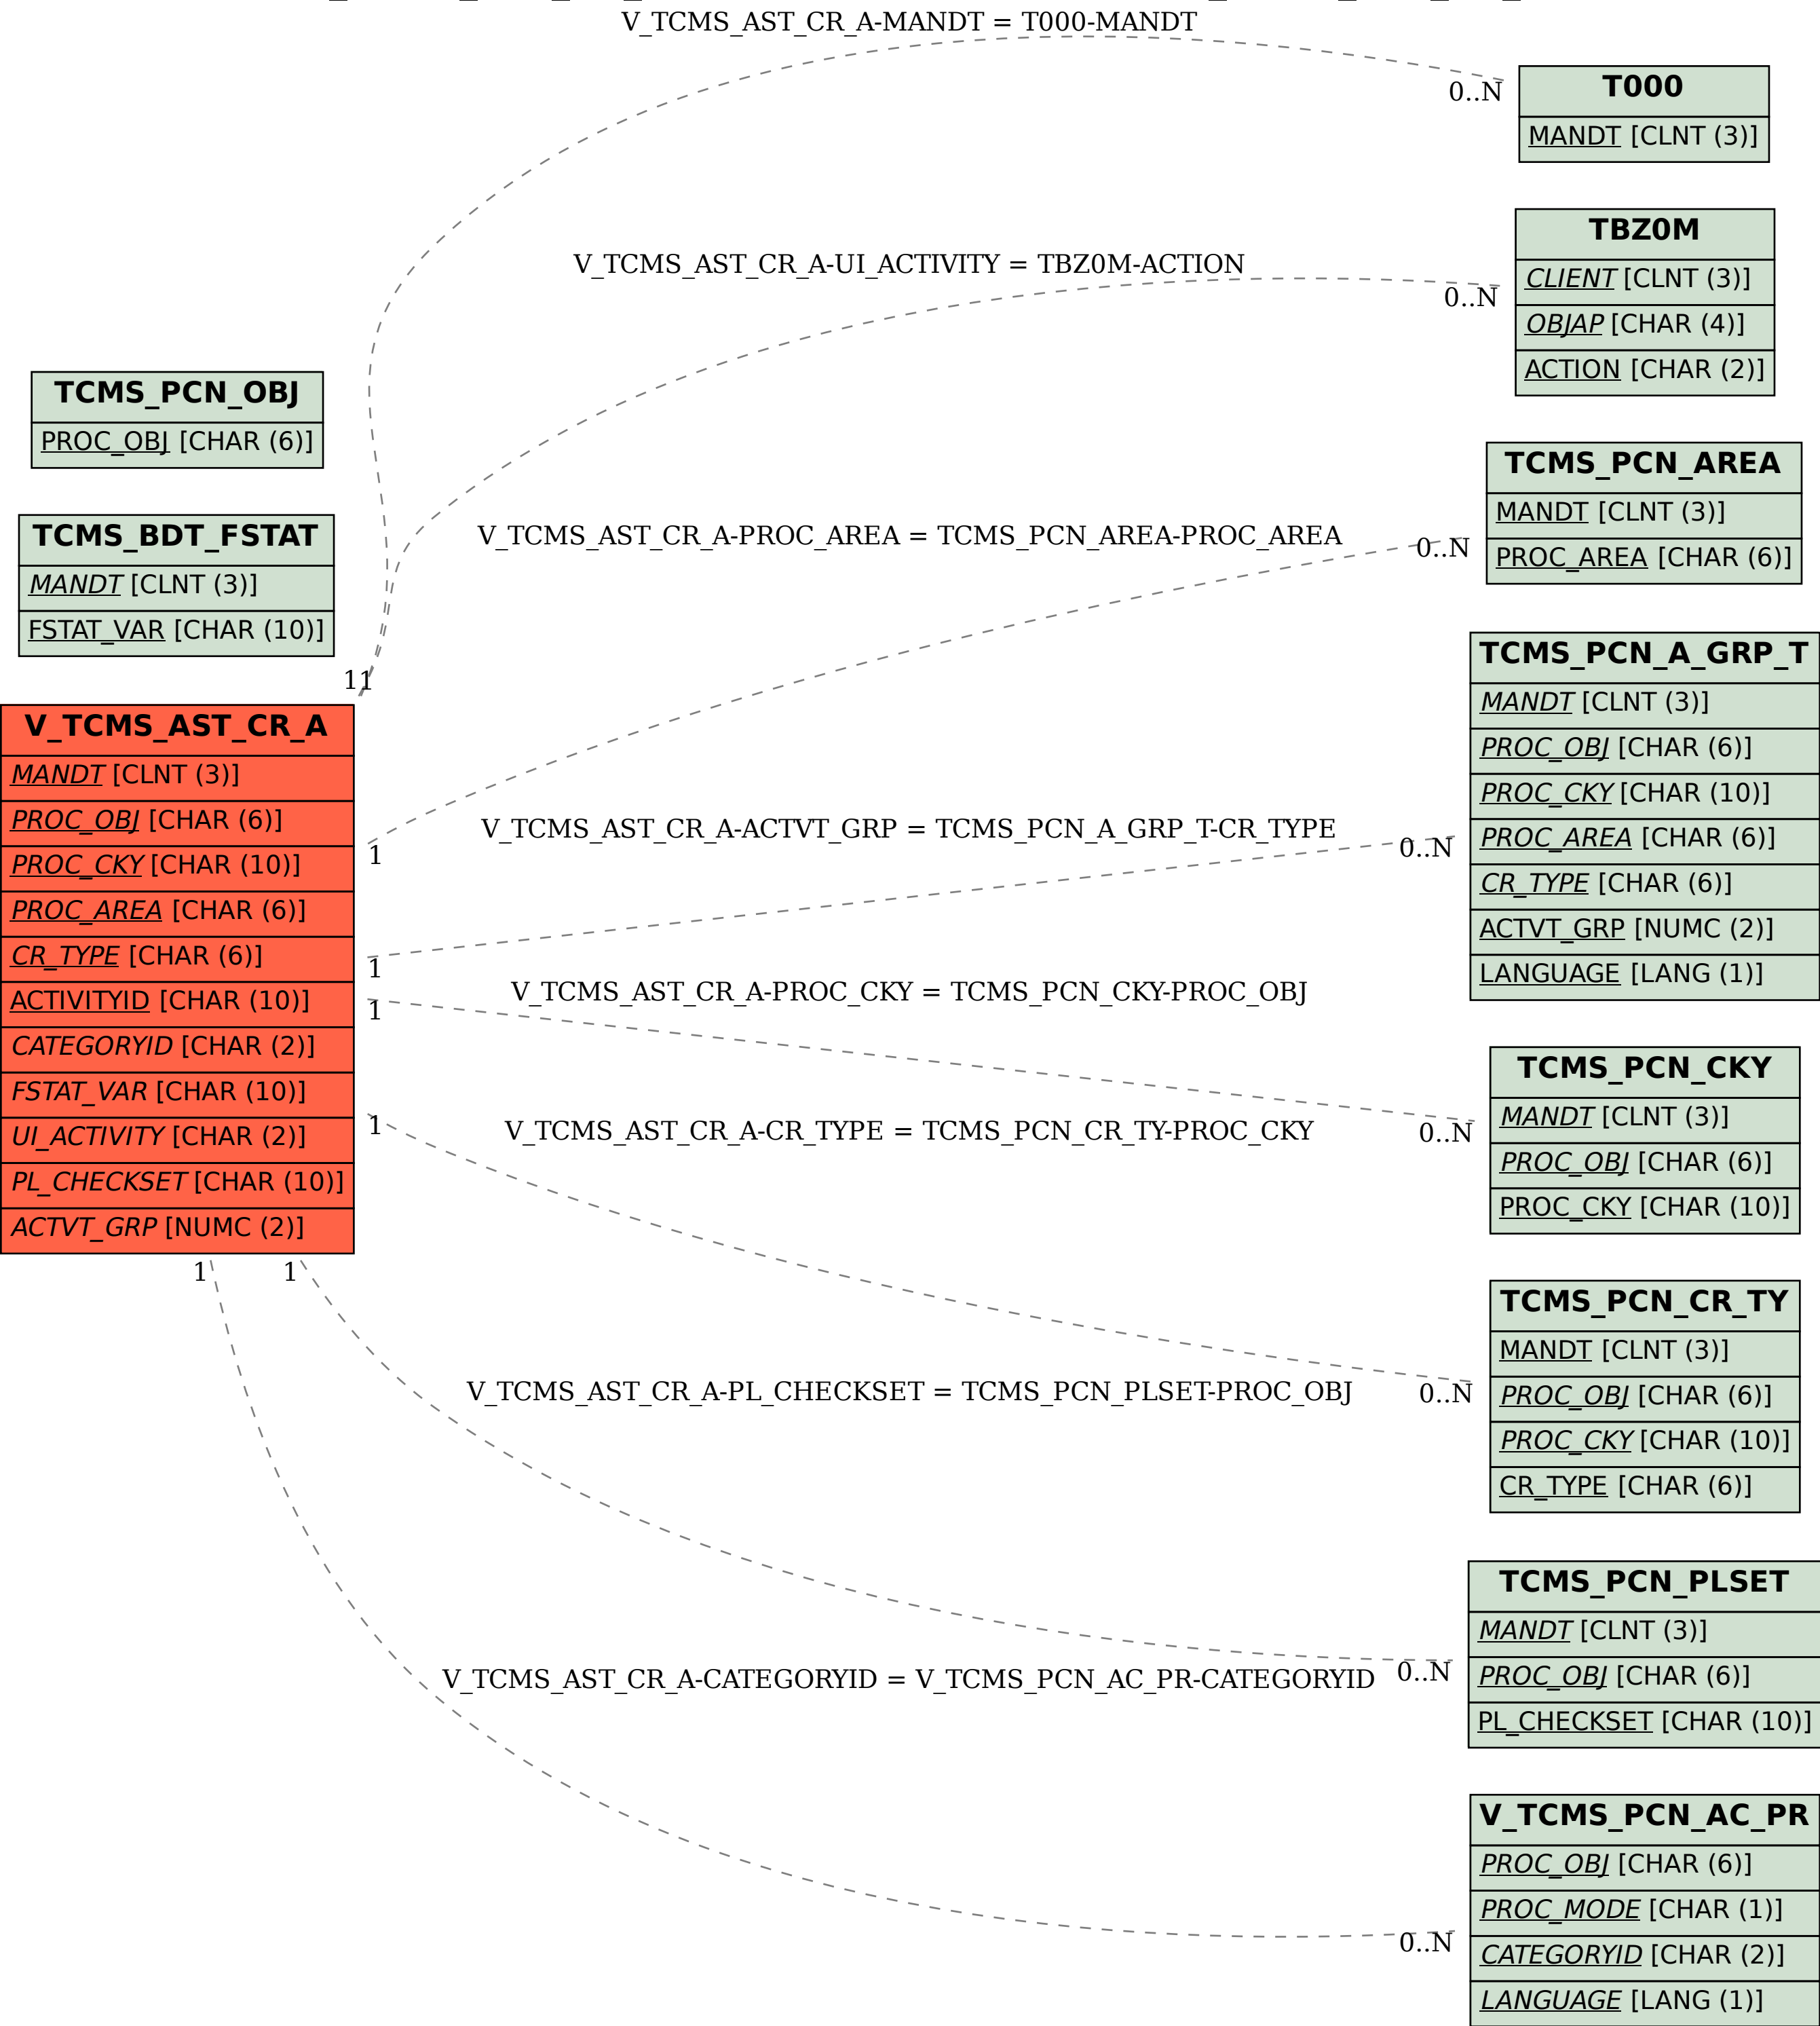 V_TCMS_AST_CR_A-MANDT = T000-MANDT
0..N
T000
MANDT [CLNT (3)]
V_TCMS_AST_CR_A-UI_ACTIVITY = TBZ0M-ACTION
0..N
TBZ0M
CLIENT [CLNT (3)]
OBJAP [CHAR (4)]
ACTION [CHAR (2)]
TCMS_PCN_OBJ
PROC_OBJ [CHAR (6)]
TCMS_BDT_FSTAT
MANDT [CLNT (3)]
FSTAT_VAR [CHAR (10)]
V_TCMS_AST_CR_A-PROC_AREA = TCMS_PCN_AREA-PROC_AREA
0..N
TCMS_PCN_AREA
MANDT [CLNT (3)]
PROC_AREA [CHAR (6)]
1
1
V_TCMS_AST_CR_A
MANDT [CLNT (3)]
PROC_OBJ [CHAR (6)]
PROC_CKY [CHAR (10)]
PROC_AREA [CHAR (6)]
CR_TYPE [CHAR (6)]
ACTIVITYID [CHAR (10)]
CATEGORYID [CHAR (2)]
FSTAT_VAR [CHAR (10)]
UI_ACTIVITY [CHAR (2)]
PL_CHECKSET [CHAR (10)]
ACTVT_GRP [NUMC (2)]
1
V_TCMS_AST_CR_A-ACTVT_GRP = TCMS_PCN_A_GRP_T-CR_TYPE
0..N
TCMS_PCN_A_GRP_T
MANDT [CLNT (3)]
PROC_OBJ [CHAR (6)]
PROC_CKY [CHAR (10)]
PROC_AREA [CHAR (6)]
CR_TYPE [CHAR (6)]
ACTVT_GRP [NUMC (2)]
LANGUAGE [LANG (1)]
1
V_TCMS_AST_CR_A-PROC_CKY = TCMS_PCN_CKY-PROC_OBJ
1
0..N
TCMS_PCN_CKY
MANDT [CLNT (3)]
PROC_OBJ [CHAR (6)]
PROC_CKY [CHAR (10)]
1
V_TCMS_AST_CR_A-CR_TYPE = TCMS_PCN_CR_TY-PROC_CKY
0..N
TCMS_PCN_CR_TY
MANDT [CLNT (3)]
PROC_OBJ [CHAR (6)]
PROC_CKY [CHAR (10)]
CR_TYPE [CHAR (6)]
1
1
V_TCMS_AST_CR_A-PL_CHECKSET = TCMS_PCN_PLSET-PROC_OBJ
0..N
TCMS_PCN_PLSET
MANDT [CLNT (3)]
PROC_OBJ [CHAR (6)]
PL_CHECKSET [CHAR (10)]
V_TCMS_AST_CR_A-CATEGORYID = V_TCMS_PCN_AC_PR-CATEGORYID
0..N
V_TCMS_PCN_AC_PR
PROC_OBJ [CHAR (6)]
PROC_MODE [CHAR (1)]
CATEGORYID [CHAR (2)]
LANGUAGE [LANG (1)]